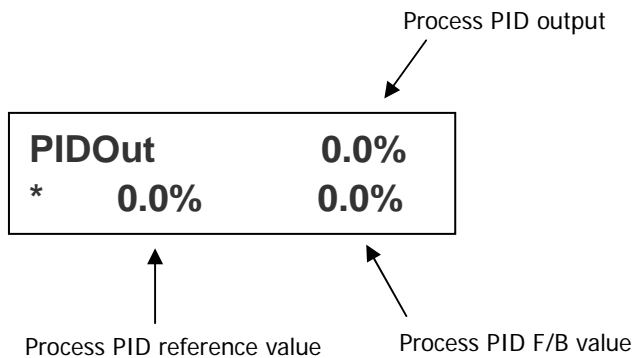 Process PID output
PIDOut 0.0%
* 0.0% 0.0%
Process PID reference value
Process PID F/B value